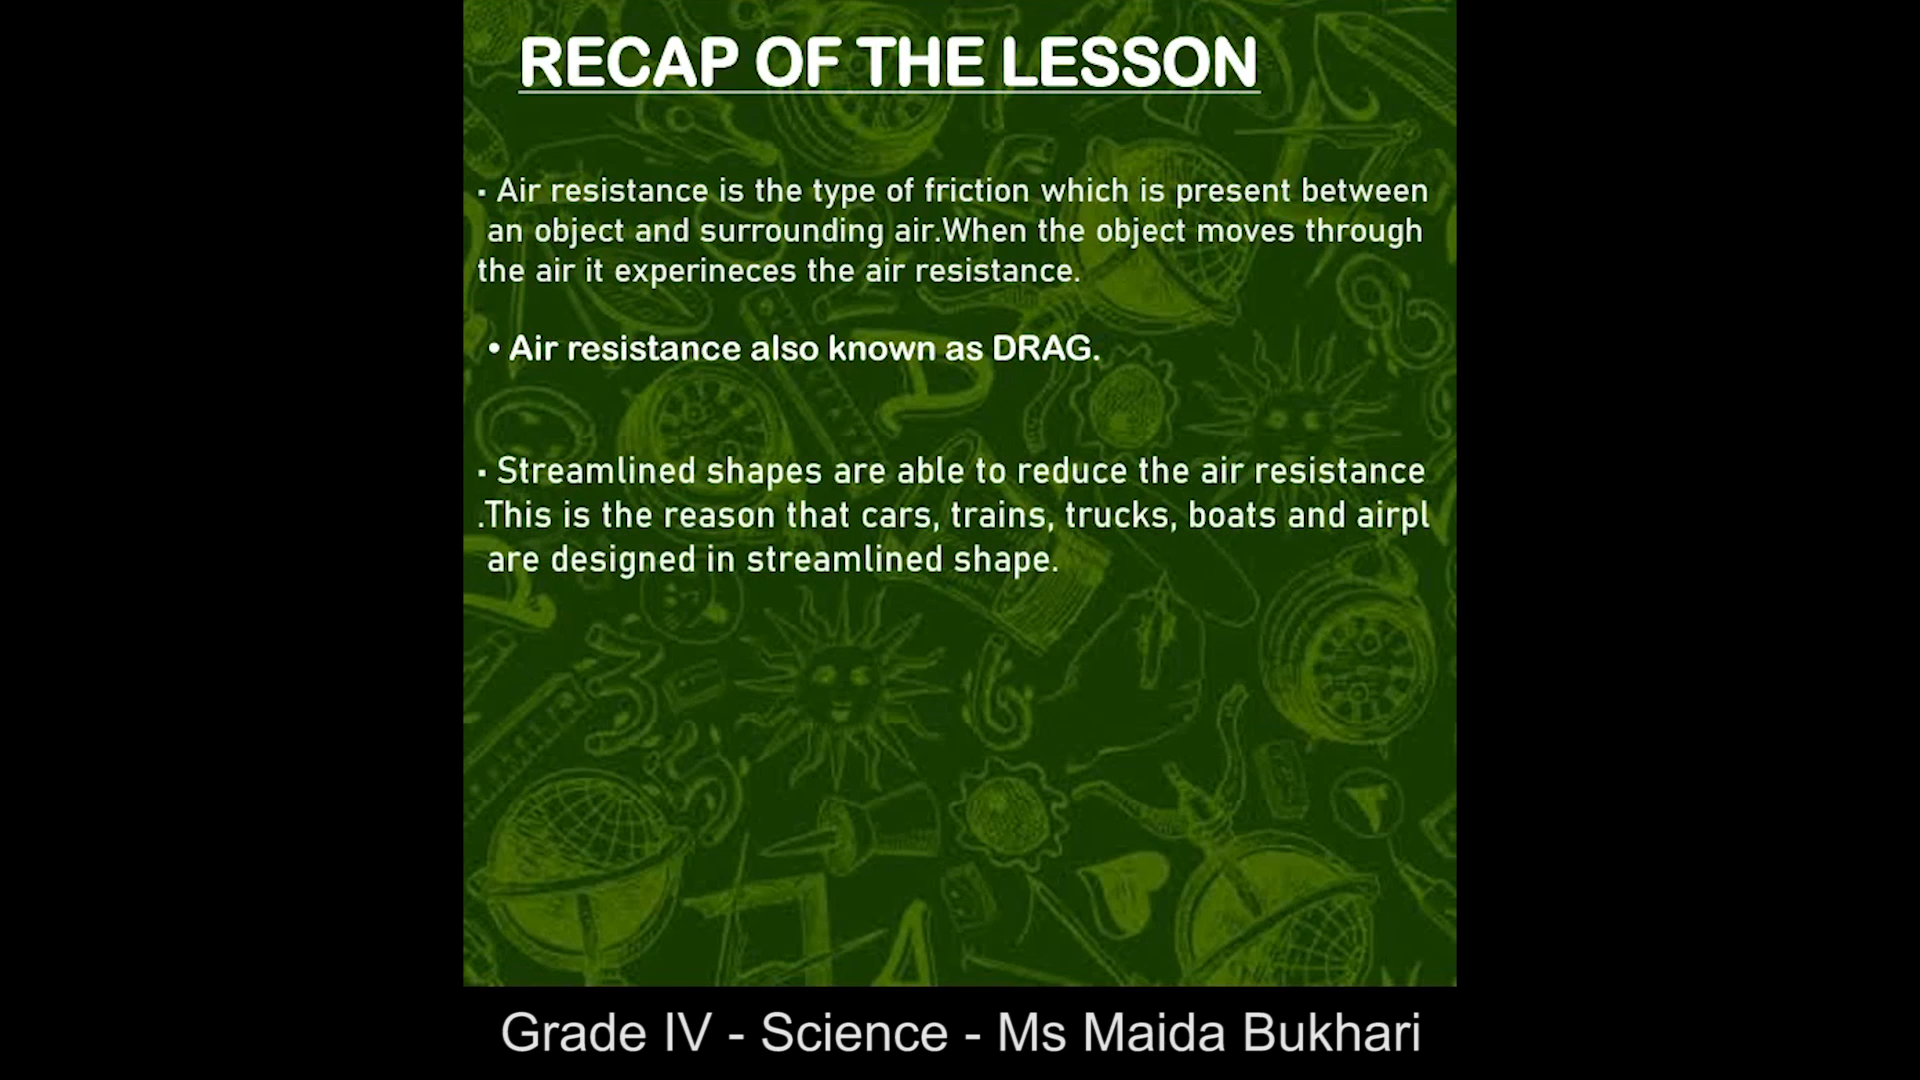 RECAP OF THE LESSON
▪ Air resistance is the type of friction which is present between
an object and surrounding air.When the object moves through
the air it experineces the air resistance.
• Air resistance also known as DRAG.
▪ Streamlined shapes are able to reduce the air resistance
.This is the reason that cars, trains, trucks, boats and airpl
are designed in streamlined shape.
Grade IV - Science - Ms Maida Bukhari